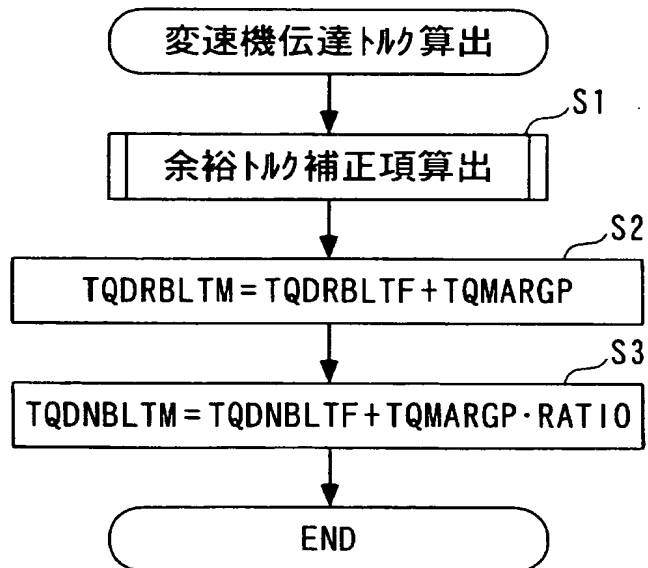 変速機伝達ﾄﾙｸ算出
S1
余裕ﾄﾙｸ補正項算出
S2
TQDRBLTM=TQDRBLTF+TQMARGP
S3
TQDNBLTM=TQDNBLTF+TQMARGP·RATIO
END